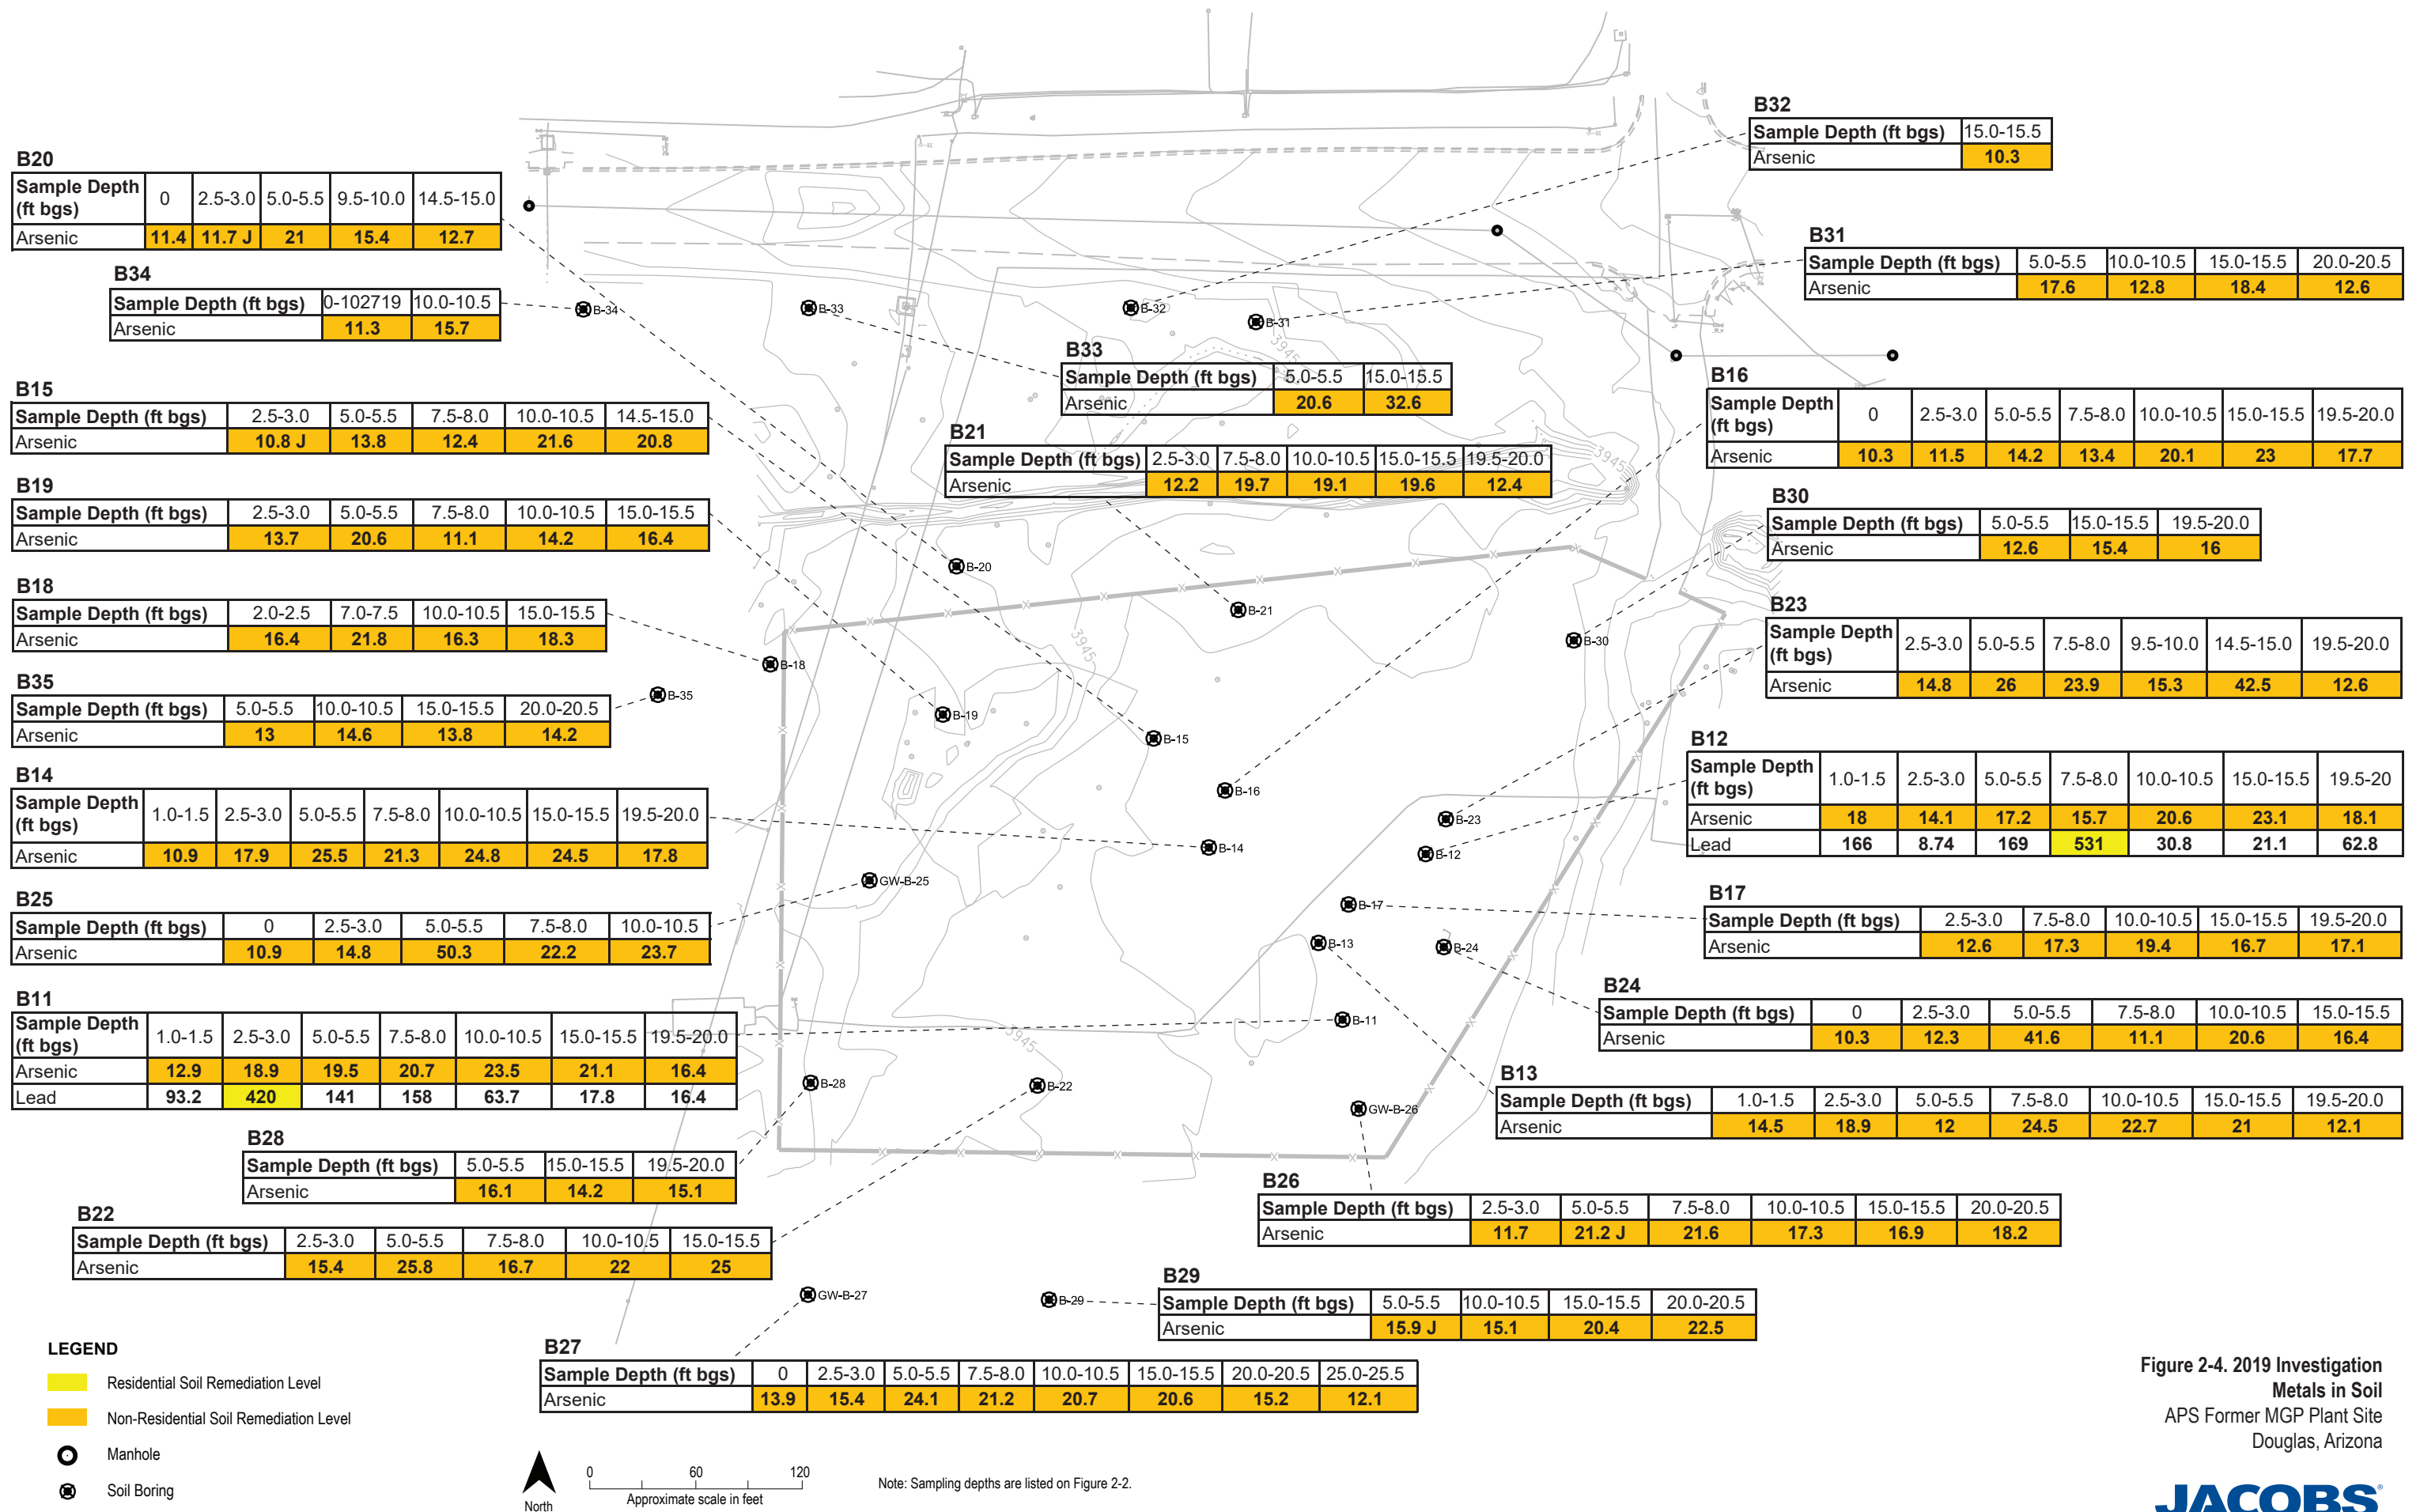 B20
Sample Depth (ft bgs) 0 2.5-3.0 5.0-5.5 9.5-10.0 14.5-15.0
Arsenic 11.4 11.7 J 21 15.4 12.7
B34
Sample Depth (ft bgs) 0-102719 10.0-10.5
Arsenic 11.3 15.7
B15
Sample Depth (ft bgs) 2.5-3.0 5.0-5.5 7.5-8.0 10.0-10.5 14.5-15.0
Arsenic 10.8 J 13.8 12.4 21.6 20.8
B19
Sample Depth (ft bgs) 2.5-3.0 5.0-5.5 7.5-8.0 10.0-10.5 15.0-15.5
Arsenic 13.7 20.6 11.1 14.2 16.4
B18
Sample Depth (ft bgs) 2.0-2.5 7.0-7.5 10.0-10.5 15.0-15.5
Arsenic 16.4 21.8 16.3 18.3
B35
Sample Depth (ft bgs) 5.0-5.5 10.0-10.5 15.0-15.5 20.0-20.5
Arsenic 13 14.6 13.8 14.2
B14
Sample Depth (ft bgs) 1.0-1.5 2.5-3.0 5.0-5.5 7.5-8.0 10.0-10.5 15.0-15.5 19.5-20.0
Arsenic 10.9 17.9 25.5 21.3 24.8 24.5 17.8
B25
Sample Depth (ft bgs) 0 2.5-3.0 5.0-5.5 7.5-8.0 10.0-10.5
Arsenic 10.9 14.8 50.3 22.2 23.7
B11
Sample Depth (ft bgs) 1.0-1.5 2.5-3.0 5.0-5.5 7.5-8.0 10.0-10.5 15.0-15.5 19.5-20.0
Arsenic 12.9 18.9 19.5 20.7 23.5 21.1 16.4
Lead 93.2 420 141 158 63.7 17.8 16.4
B28
Sample Depth (ft bgs) 5.0-5.5 15.0-15.5 19.5-20.0
Arsenic 16.1 14.2 15.1
B22
Sample Depth (ft bgs) 2.5-3.0 5.0-5.5 7.5-8.0 10.0-10.5 15.0-15.5
Arsenic 15.4 25.8 16.7 22 25
B27
Sample Depth (ft bgs) 0 2.5-3.0 5.0-5.5 7.5-8.0 10.0-10.5 15.0-15.5 20.0-20.5 25.0-25.5
Arsenic 13.9 15.4 24.1 21.2 20.7 20.6 15.2 12.1
B33
Sample Depth (ft bgs) 5.0-5.5 15.0-15.5
Arsenic 20.6 32.6
B21
Sample Depth (ft bgs) 2.5-3.0 7.5-8.0 10.0-10.5 15.0-15.5 19.5-20.0
Arsenic 12.2 19.7 19.1 19.6 12.4
B32
Sample Depth (ft bgs) 15.0-15.5
Arsenic 10.3
B31
Sample Depth (ft bgs) 5.0-5.5 10.0-10.5 15.0-15.5 20.0-20.5
Arsenic 17.6 12.8 18.4 12.6
B16
Sample Depth (ft bgs) 0 2.5-3.0 5.0-5.5 7.5-8.0 10.0-10.5 15.0-15.5 19.5-20.0
Arsenic 10.3 11.5 14.2 13.4 20.1 23 17.7
B30
Sample Depth (ft bgs) 5.0-5.5 15.0-15.5 19.5-20.0
Arsenic 12.6 15.4 16
B23
Sample Depth (ft bgs) 2.5-3.0 5.0-5.5 7.5-8.0 9.5-10.0 14.5-15.0 19.5-20.0
Arsenic 14.8 26 23.9 15.3 42.5 12.6
B12
Sample Depth (ft bgs) 1.0-1.5 2.5-3.0 5.0-5.5 7.5-8.0 10.0-10.5 15.0-15.5 19.5-20
Arsenic 18 14.1 17.2 15.7 20.6 23.1 18.1
Lead 166 8.74 169 531 30.8 21.1 62.8
B17
Sample Depth (ft bgs) 2.5-3.0 7.5-8.0 10.0-10.5 15.0-15.5 19.5-20.0
Arsenic 12.6 17.3 19.4 16.7 17.1
B24
Sample Depth (ft bgs) 0 2.5-3.0 5.0-5.5 7.5-8.0 10.0-10.5 15.0-15.5
Arsenic 10.3 12.3 41.6 11.1 20.6 16.4
B13
Sample Depth (ft bgs) 1.0-1.5 2.5-3.0 5.0-5.5 7.5-8.0 10.0-10.5 15.0-15.5 19.5-20.0
Arsenic 14.5 18.9 12 24.5 22.7 21 12.1
B26
Sample Depth (ft bgs) 2.5-3.0 5.0-5.5 7.5-8.0 10.0-10.5 15.0-15.5 20.0-20.5
Arsenic 11.7 21.2 J 21.6 17.3 16.9 18.2
B29
Sample Depth (ft bgs) 5.0-5.5 10.0-10.5 15.0-15.5 20.0-20.5
Arsenic 15.9 J 15.1 20.4 22.5
B-34
B-33
B-32
B-31
3945
3945
B-20
B-21
B-30
3945
B-18
B-35
B-19
B-15
B-16
B-23
B-14
B-12
GW-B-25
B-17
B-13
B-24
B-11
3945
B-28
B-22
GW-B-26
GW-B-27
B-29
LEGEND
Residential Soil Remediation Level
Non-Residential Soil Remediation Level
Manhole
Soil Boring
North
0 60 120
Approximate scale in feet
Note: Sampling depths are listed on Figure 2-2.
Figure 2-4. 2019 Investigation
Metals in Soil
APS Former MGP Plant Site
Douglas, Arizona
JACOBS®